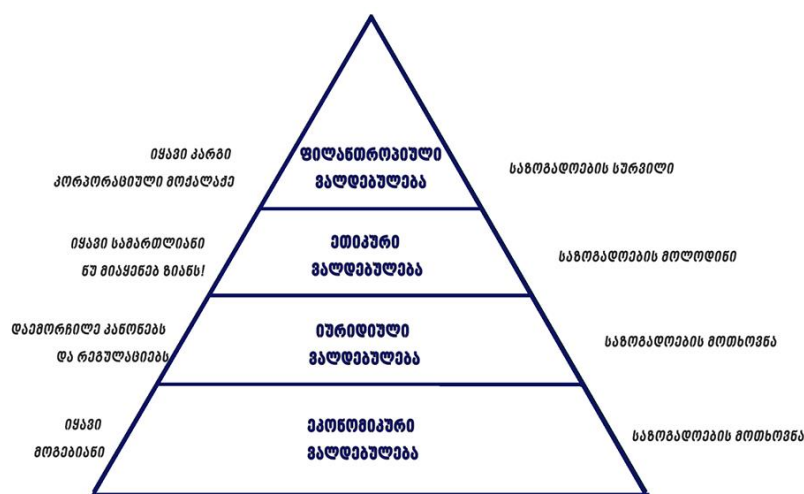 იყავი კარგი
კორპორაციული მოქალაქე
ფილანთროპიული
ვალდებულება
საზოგადოების სურვილი
იყავი სამართლიანი
ნუ მიაყენებ ზიანს!
ეთიკური
ვალდებულება
საზოგადოების მოლოდინი
დაემორჩილე კანონებს
და რეგულაციებს
იურიდიული
ვალდებულება
საზოგადოების მოთხოვნა
იყავი
მოგებიანი
ეკონომიკური
ვალდებულება
საზოგადოების მოთხოვნა